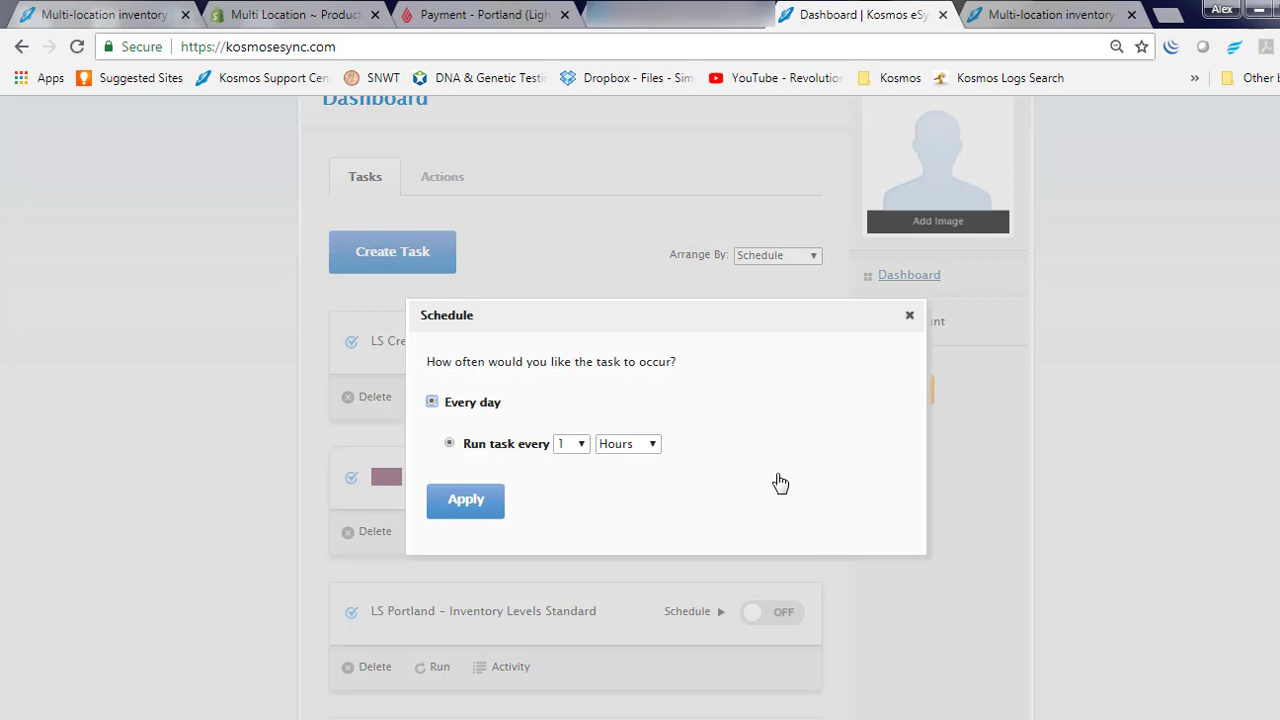 Alex
Multi-location inventory
Multi Location ~ Product
Payment - Portland (Ligh
Dashboard | Kosmos eSy
Multi-location inventory
Secure
https://kosmosesync.com
Apps
Suggested Sites
Kosmos Support Cen
SNWT
DNA & Genetic Testi
Dropbox - Files - Sim
YouTube - Revolution
Kosmos
Kosmos Logs Search
»
Other b
Dashboard
Tasks
Actions
Add Image
Create Task
Arrange By: Schedule
Dashboard
Schedule
nt
LS Cre
How often would you like the task to occur?
Delete
Every day
Run task every 1 Hours
Apply
Delete
LS Portland - Inventory Levels Standard
Schedule
OFF
Delete
Run
Activity